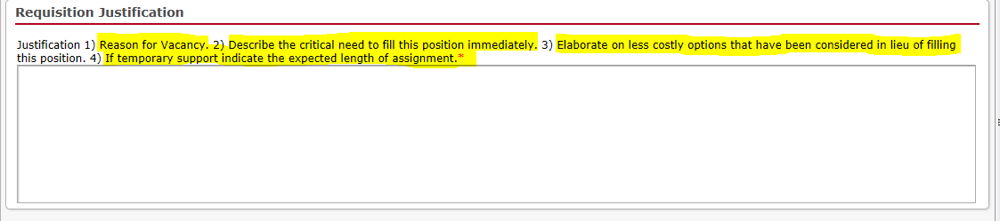 Requisition Justification
Justification 1) Reason for Vacancy. 2) Describe the critical need to fill this position immediately. 3) Elaborate on less costly options that have been considered in lieu of filling
this position. 4) If temporary support indicate the expected length of assignment.*